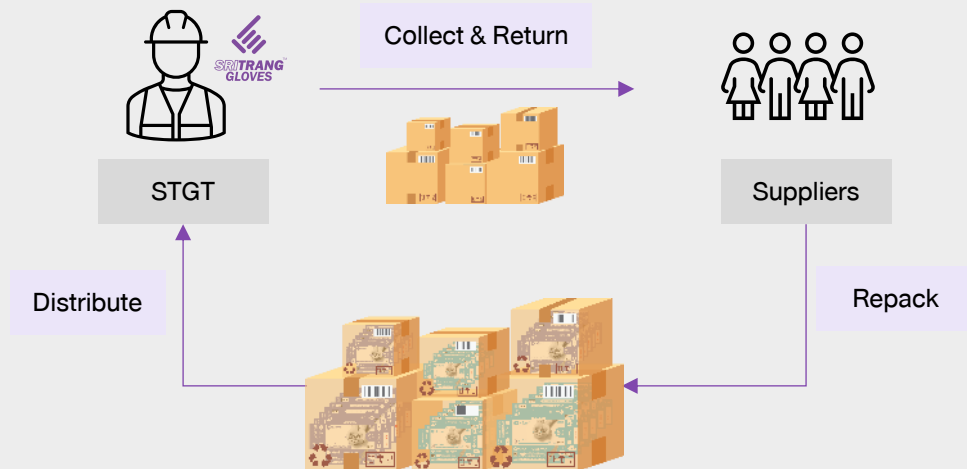 Collect & Return
SRITRANG
GLOVES
STGT
Suppliers
Distribute
Repack